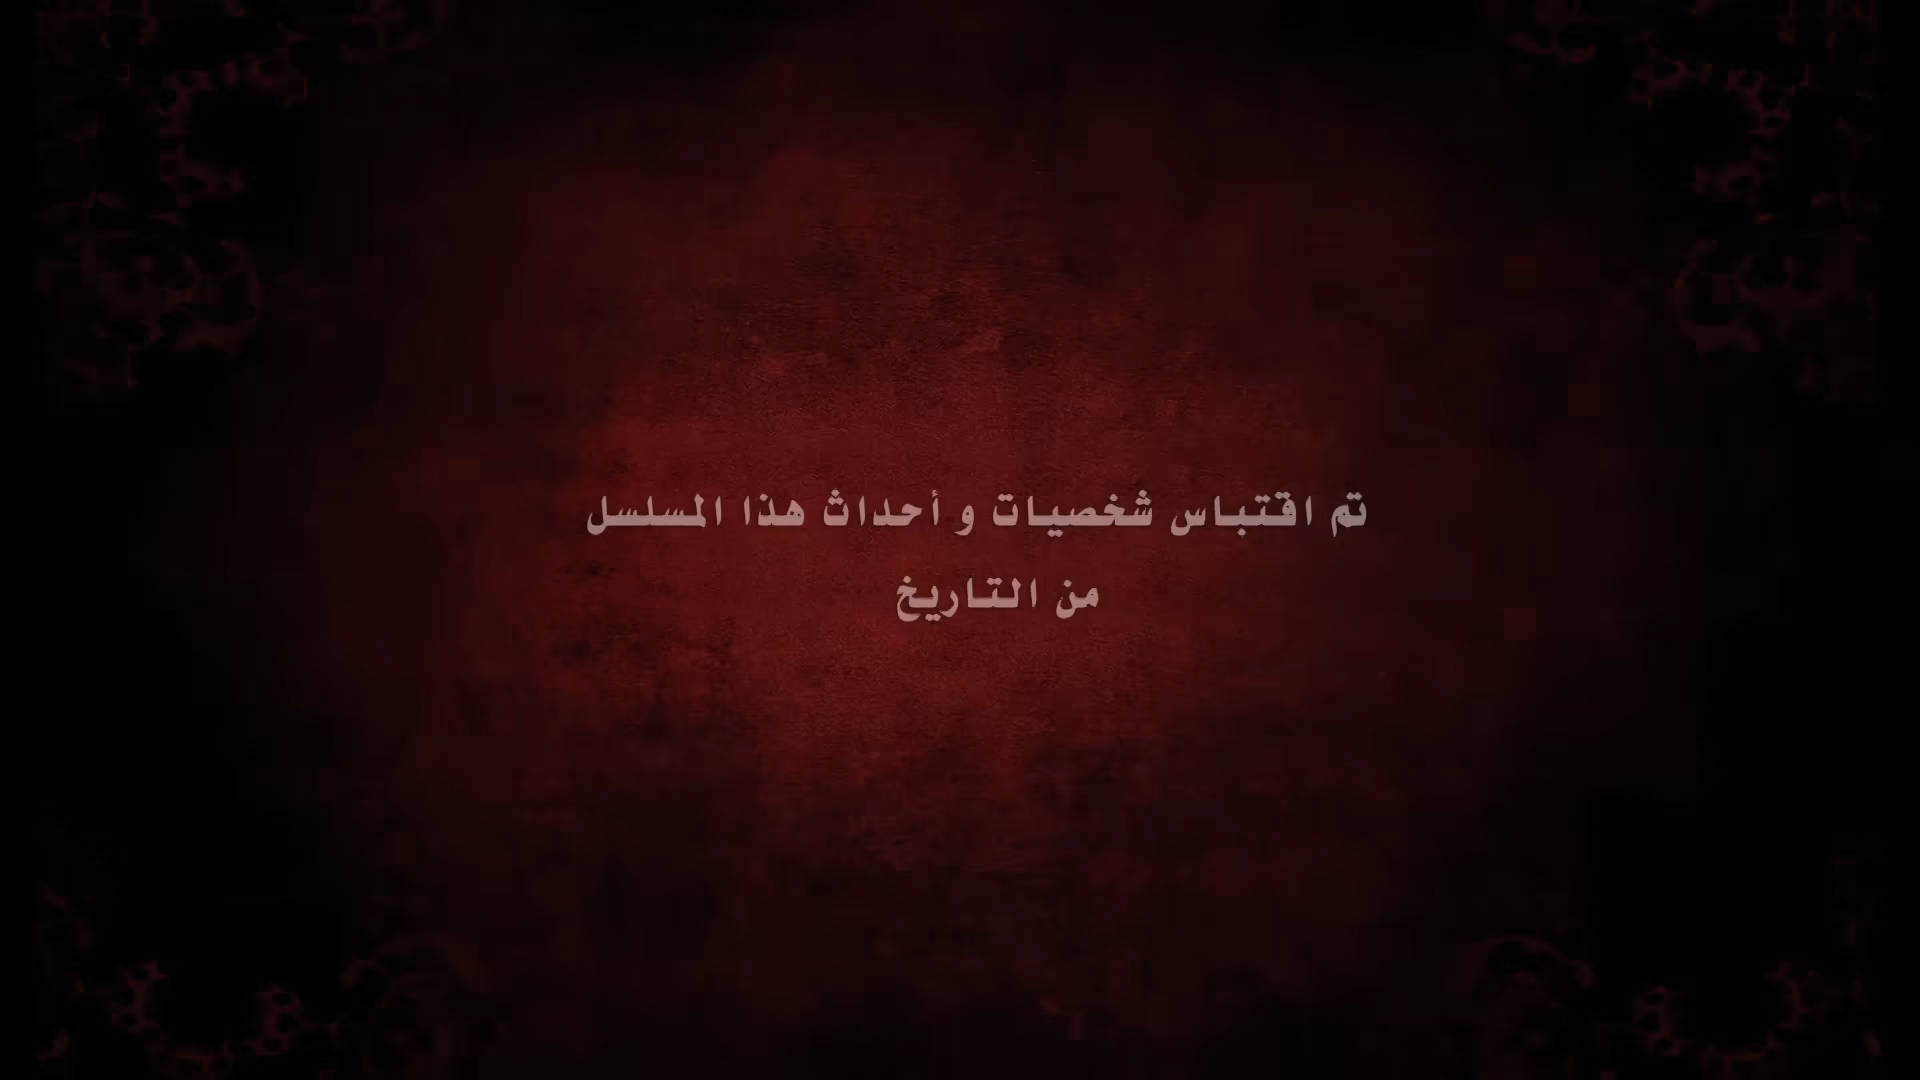 تم اقتباس شخصيات و أحداث هذا المسلسل
من التاريخ